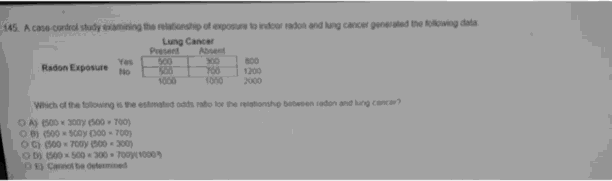 145. A case-control study examining the relationship of exposure to indoor radon and lung cancer generated the following data
Lung Cancer
Present Absent
Radon Exposure Yes 500 300 800
No 500 700 1200
1000 1000 2000
Which of the following is the estimated odds ratio for the relationship between radon and lung cancer?
A) (500 × 300)/ (500 × 700)
B) (500 × 500)/ (300 × 700)
C) (500 × 700)/ (500 × 300)
D) (500 × 500 × 300 × 700)/(1000
E) Cannot be determined